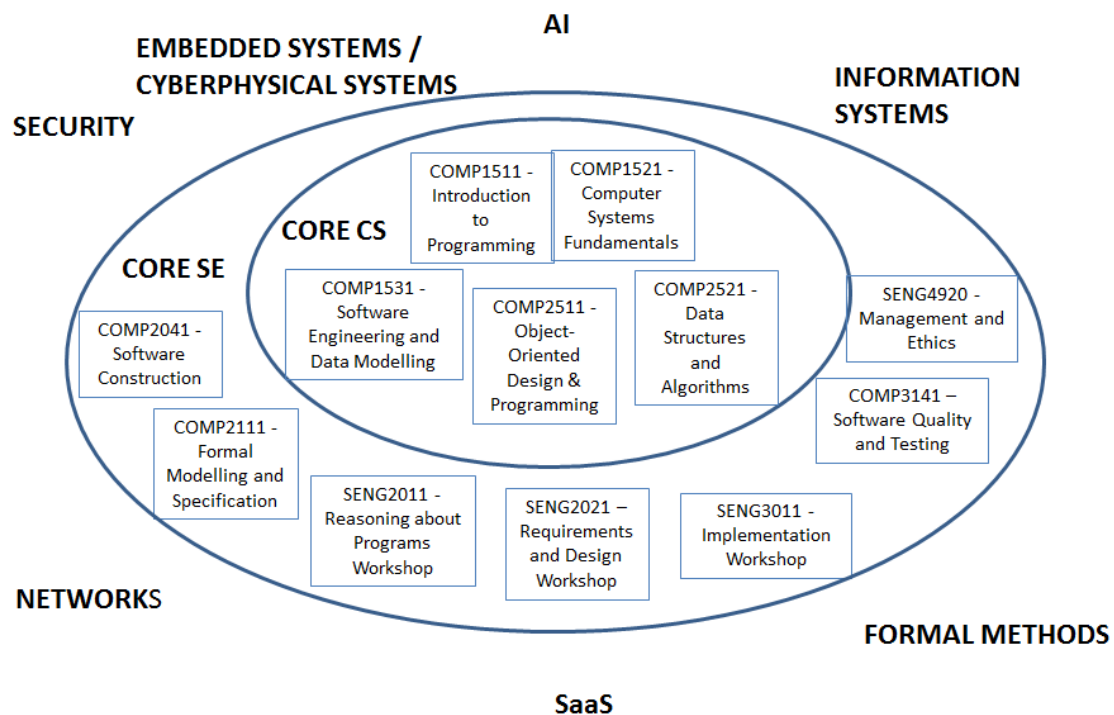 AI
EMBEDDED SYSTEMS /
CYBERPHYSICAL SYSTEMS
INFORMATION
SYSTEMS
SECURITY
COMP1511 -
Introduction
to
Programming
COMP1521 -
Computer
Systems
Fundamentals
CORE CS
CORE SE
COMP1531 -
Software
Engineering and
Data Modelling
COMP2511 -
Object-
Oriented
Design &
Programming
COMP2521 -
Data
Structures
and
Algorithms
SENG4920 -
Management and
Ethics
COMP2041 -
Software
Construction
COMP3141 –
Software Quality
and Testing
COMP2111 -
Formal
Modelling and
Specification
SENG2011 -
Reasoning about
Programs
Workshop
SENG2021 –
Requirements
and Design
Workshop
SENG3011 -
Implementation
Workshop
NETWORKS
FORMAL METHODS
SaaS